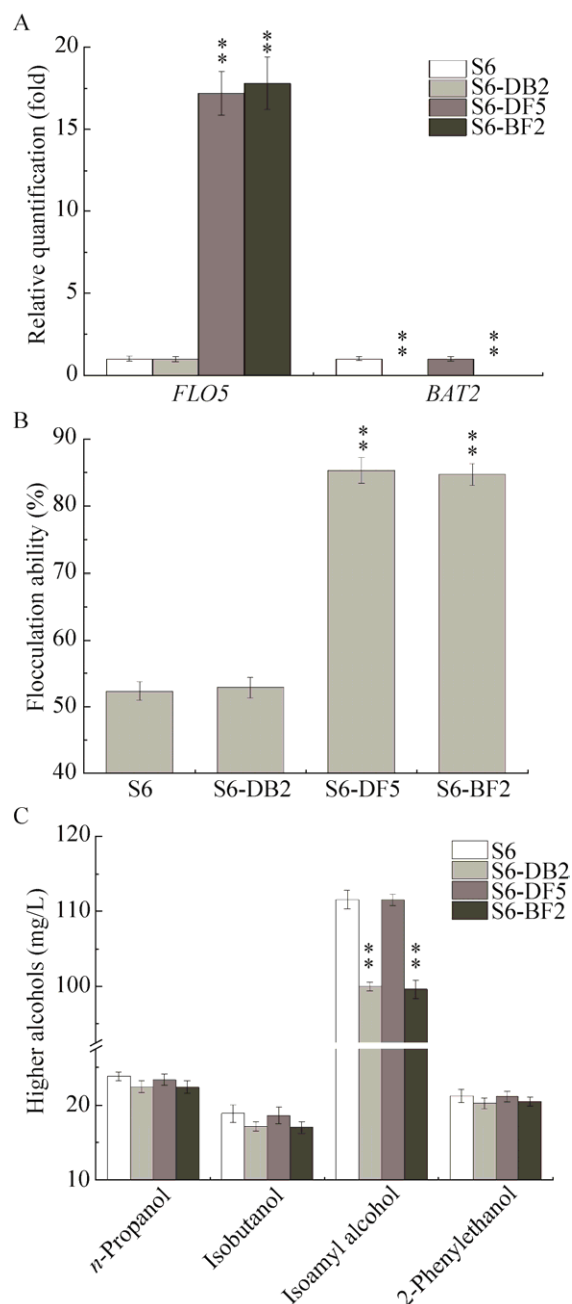 A
Relative quantification (fold)
20
15
10
5
0
** **
** **
S6
S6-DB2
S6-DF5
S6-BF2
FLO5 BAT2
B
Flocculation ability (%)
90
80
70
60
50
40
** **
S6 S6-DB2 S6-DF5 S6-BF2
C
Higher alcohols (mg/L)
120
110
100
20
10
** **
S6
S6-DB2
S6-DF5
S6-BF2
n-Propanol
Isobutanol
Isoamyl alcohol
2-Phenylethanol